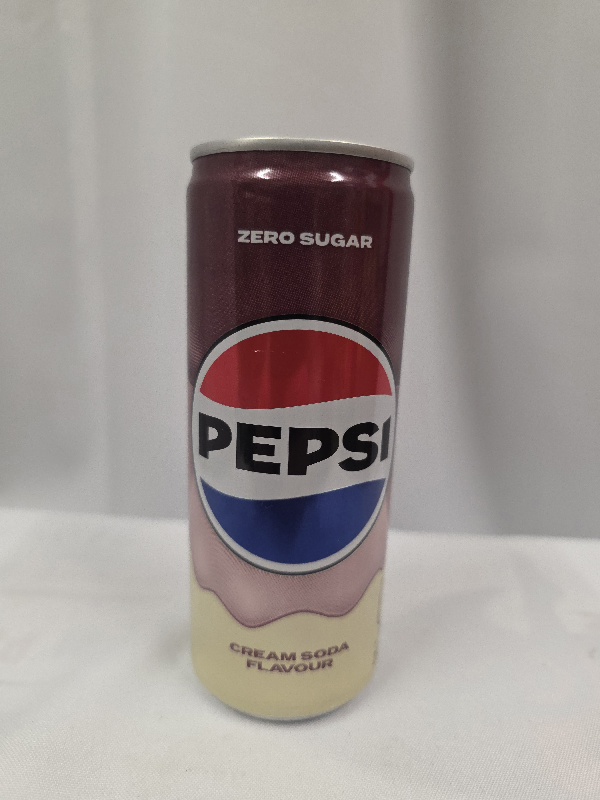 ZERO SUGAR
PEPSI
CREAM SODA
FLAVOUR